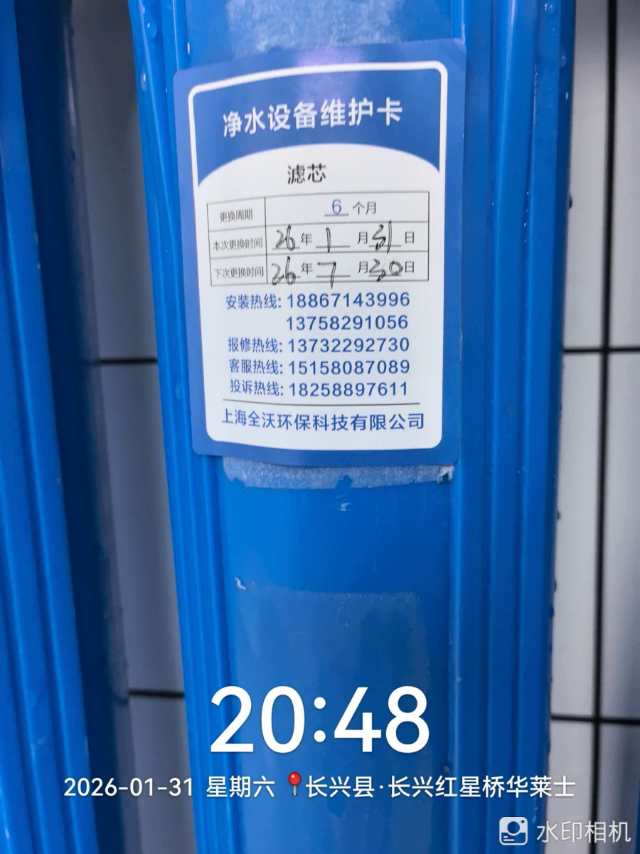 净水设备维护卡
滤芯
更换周期 6 个月
本次更换时间 26 年 1 月 31 日
下次更换时间 26 年 7 月 30 日
安装热线: 18867143996
13758291056
报修热线: 13732292730
客服热线: 15158087089
投诉热线: 18258897611
上海全沃环保科技有限公司
20:48
2026-01-31 星期六 📍长兴县·长兴红星桥华莱士
水印相机